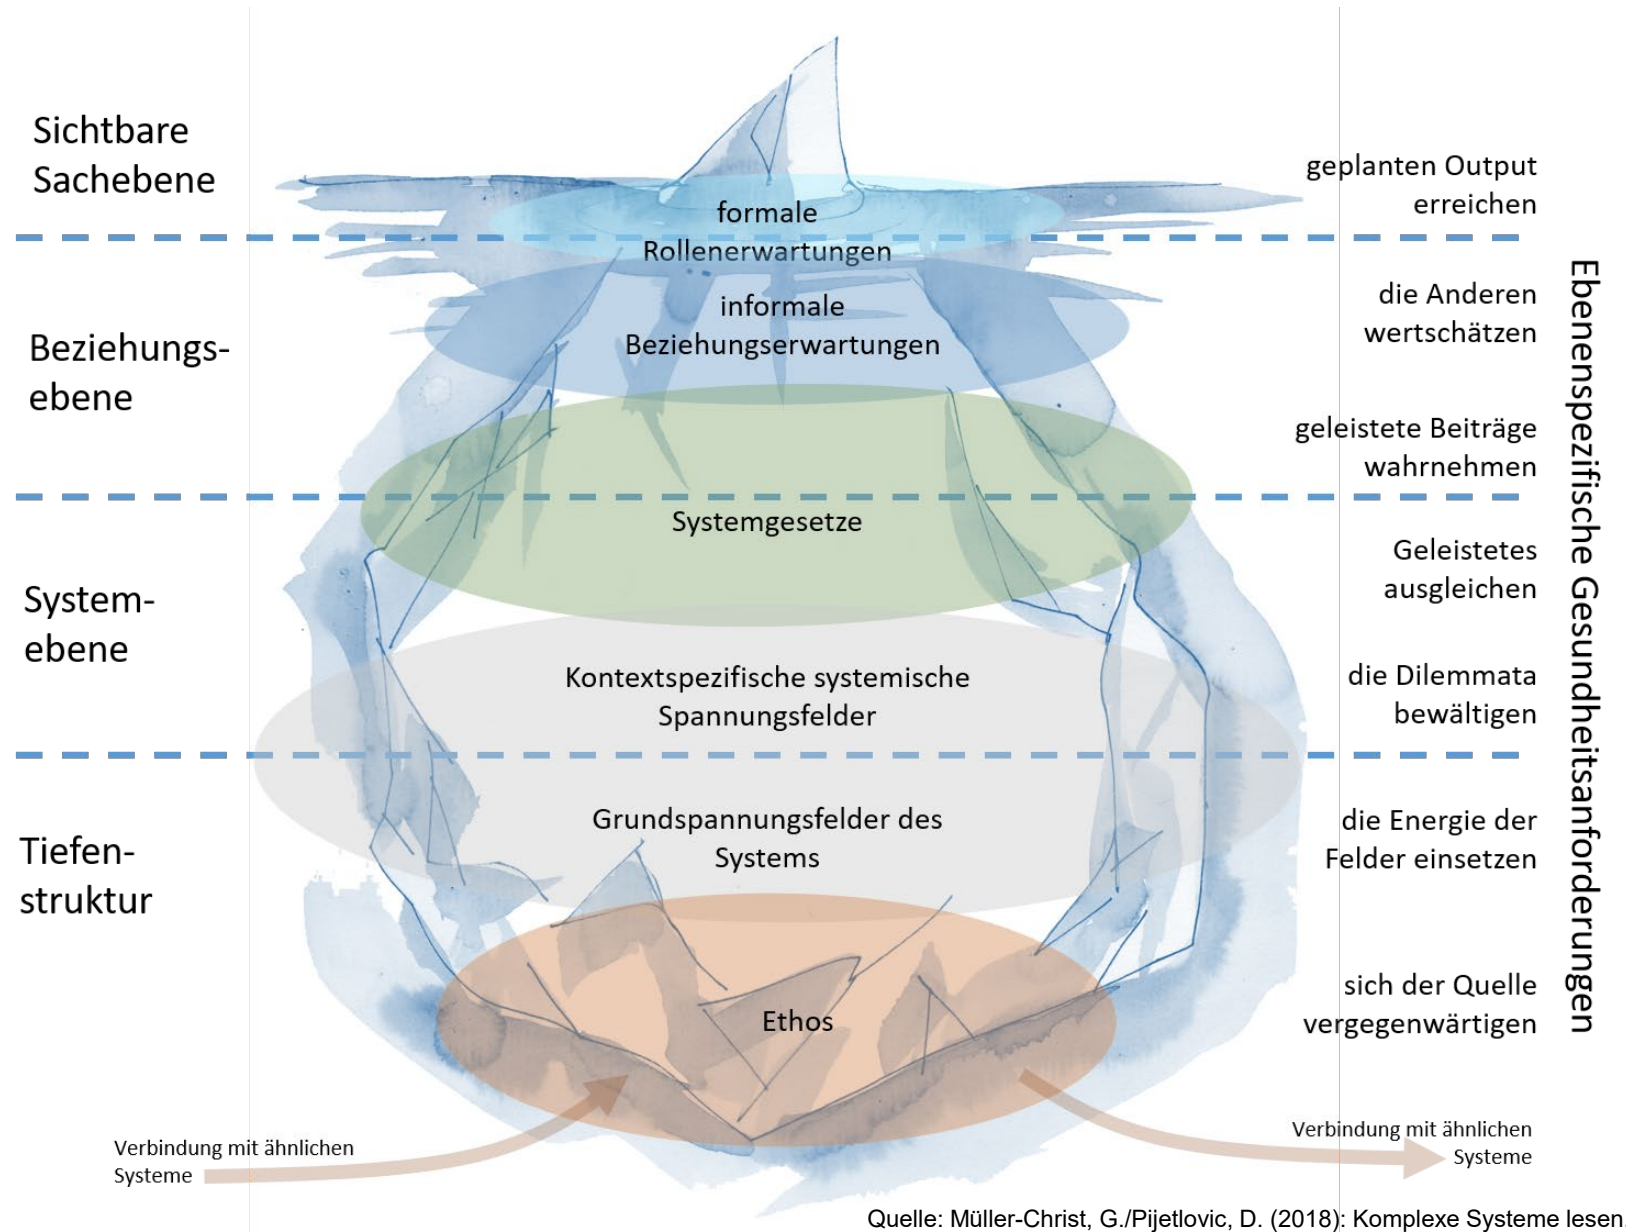 Sichtbare
Sachebene
geplanten Output
erreichen
formale
Rollenerwartungen
Beziehungs-
ebene
informale
Beziehungserwartungen
die Anderen
wertschätzen
geleistete Beiträge
wahrnehmen
System-
ebene
Systemgesetze
Geleistetes
ausgleichen
Kontextspezifische systemische
Spannungsfelder
die Dilemmata
bewältigen
Tiefen-
struktur
Grundspannungsfelder des
Systems
die Energie der
Felder einsetzen
Ethos
sich der Quelle
vergegenwärtigen
Ebenenspezifische Gesundheitsanforderungen
Verbindung mit ähnlichen
Systeme
Verbindung mit ähnlichen
Systeme
Quelle: Müller-Christ, G./Pijetlovic, D. (2018): Komplexe Systeme lesen